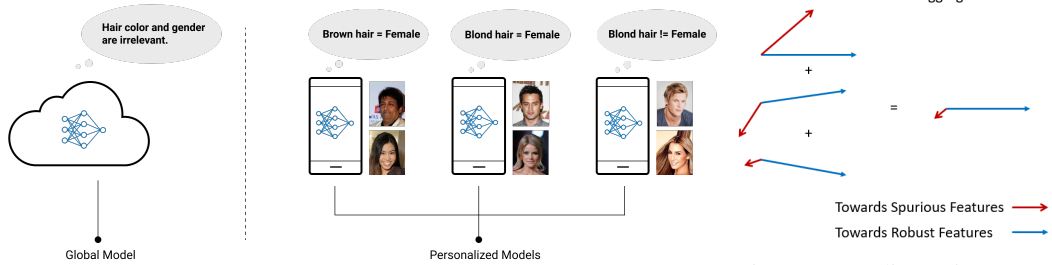 Hair color and gender
are irrelevant.
Global Model
Brown hair = Female
Blond hair = Female
Blond hair != Female
Personalized Models
+
=
+
Towards Spurious Features
Towards Robust Features